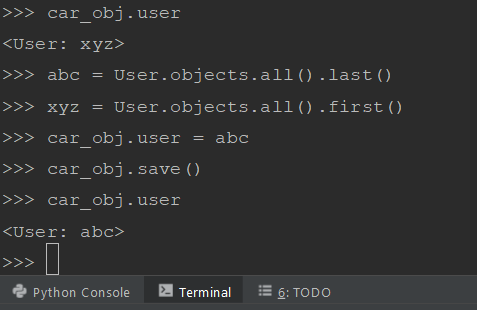 >>> car_obj.user
<User: xyz>
>>> abc = User.objects.all().last()
>>> xyz = User.objects.all().first()
>>> car_obj.user = abc
>>> car_obj.save()
>>> car_obj.user
<User: abc>
>>>
Python Console Terminal 6: TODO